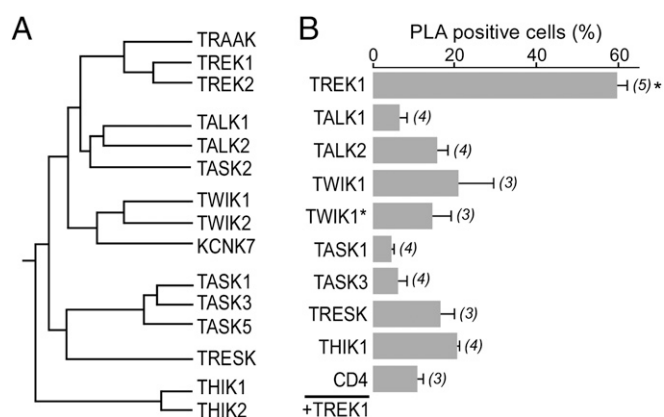 A
TRAAK
TREK1
TREK2
TALK1
TALK2
TASK2
TWIK1
TWIK2
KCNK7
TASK1
TASK3
TASK5
TRESK
THIK1
THIK2
B
PLA positive cells (%)
0 20 40 60
TREK1 (5)*
TALK1 (4)
TALK2 (4)
TWIK1 (3)
TWIK1* (3)
TASK1 (4)
TASK3 (4)
TRESK (3)
THIK1 (4)
CD4 (3)
+TREK1